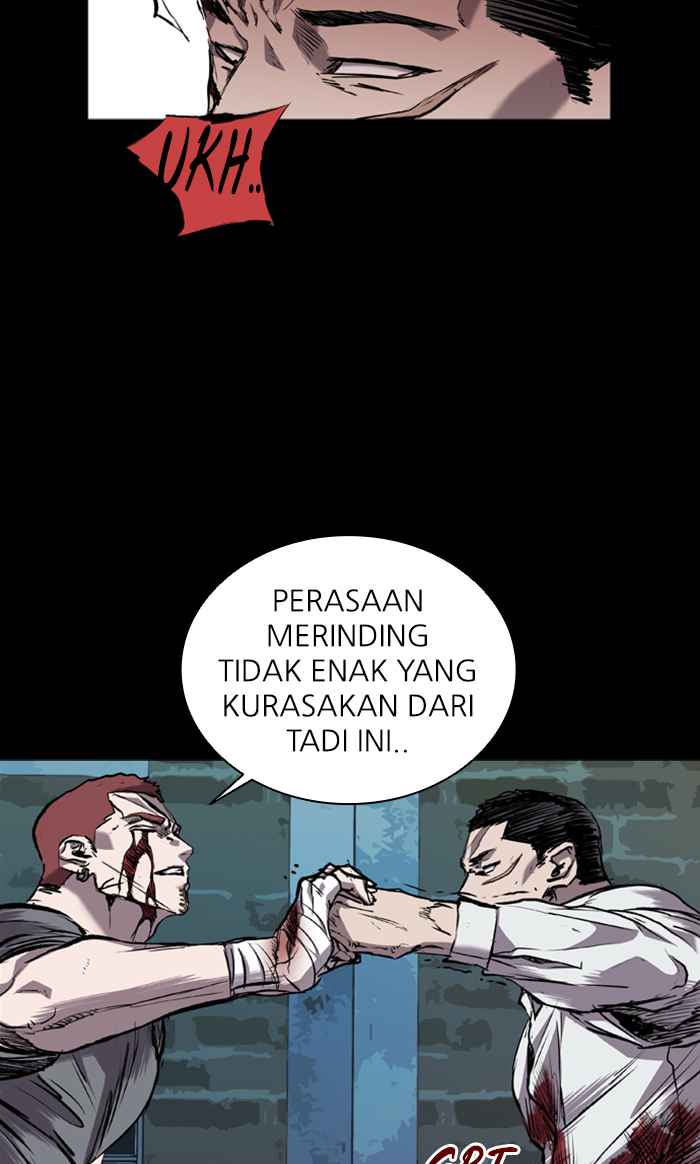 UKH..
PERASAAN
MERINDING
TIDAK ENAK YANG
KURASAKAN DARI
TADI INI..